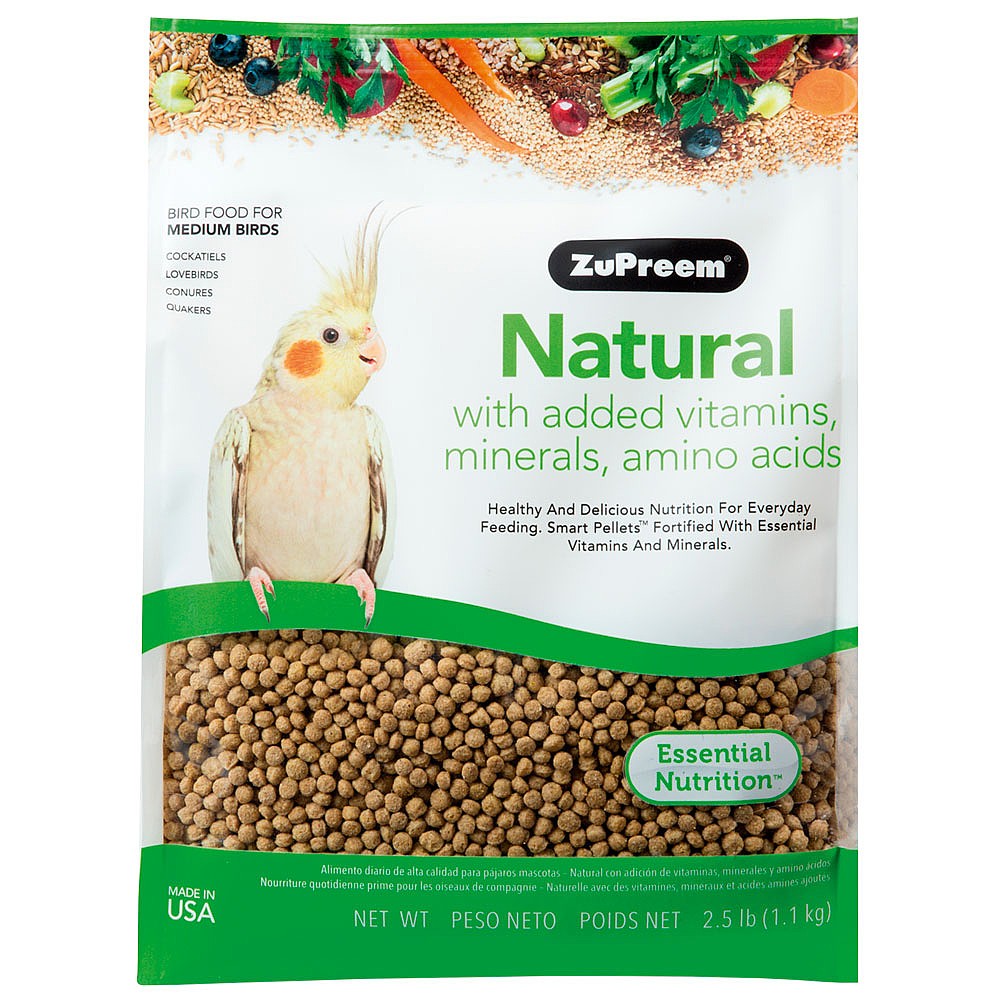 BIRD FOOD FOR
MEDIUM BIRDS
COCKATIELS
LOVEBIRDS
CONURES
QUAKERS
ZuPreem®
Natural
with added vitamins,
minerals, amino acids
Healthy And Delicious Nutrition For Everyday
Feeding. Smart Pellets™ Fortified With Essential
Vitamins And Minerals.
Essential
Nutrition™
Alimento diario de alta calidad para pájaros mascotas - Natural con adición de vitaminas, minerales y amino ácidos
Nourriture quotidienne prime pour les oiseaux de compagnie - Naturelle avec des vitamines, mineraux et acides amines ajoutes
MADE IN
USA
NET WT PESO NETO POIDS NET 2.5 lb (1.1 kg)